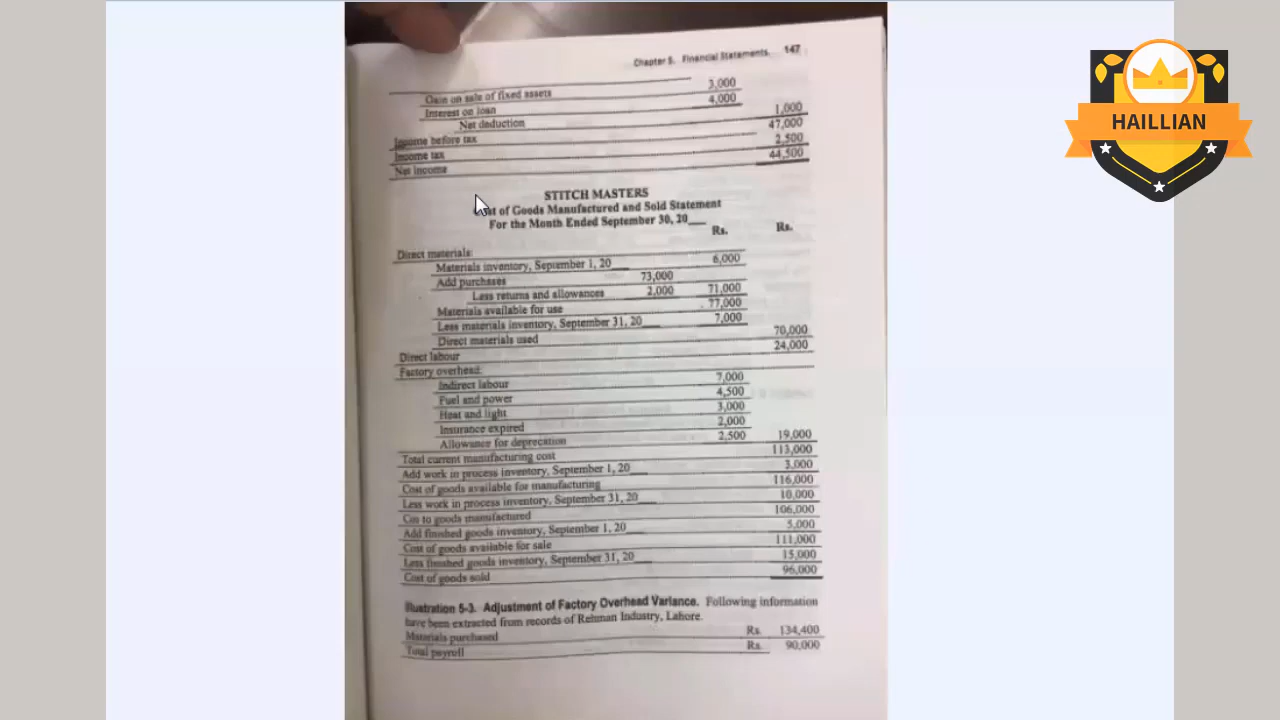 Chapter 5. Financial Statements. 147
Gain on sale of fixed assets 3,000
Interest on loan 4,000
Net deduction 1,000
Income before tax 47,000
Income tax 2,500
Net income 44,500
STITCH MASTERS
Cost of Goods Manufactured and Sold Statement
For the Month Ended September 30, 20__
Rs. Rs.
Direct materials:
Materials inventory, September 1, 20__ 6,000
Add purchases 73,000
Less returns and allowances 2,000 71,000
Materials available for use 77,000
Less materials inventory, September 31, 20__ 7,000
Direct materials used 70,000
Direct labour 24,000
Factory overhead:
Indirect labour 7,000
Fuel and power 4,500
Heat and light 3,000
Insurance expired 2,000
Allowance for deprecation 2,500 19,000
Total current manufacturing cost 113,000
Add work in process inventory, September 1, 20__ 3,000
Cost of goods available for manufacturing 116,000
Less work in process inventory, September 31, 20__ 10,000
to goods manufactured 106,000
Add finished goods inventory, September 1, 20__ 5,000
Cost of goods available for sale 111,000
Less finished goods inventory, September 31, 20__ 15,000
Cost of goods sold 96,000
Illustration 5-3. Adjustment of Factory Overhead Variance. Following information
have been extracted from records of Rehman Industry, Lahore.
Materials purchased Rs. 134,400
Total payroll Rs. 90,000
HAILLIAN